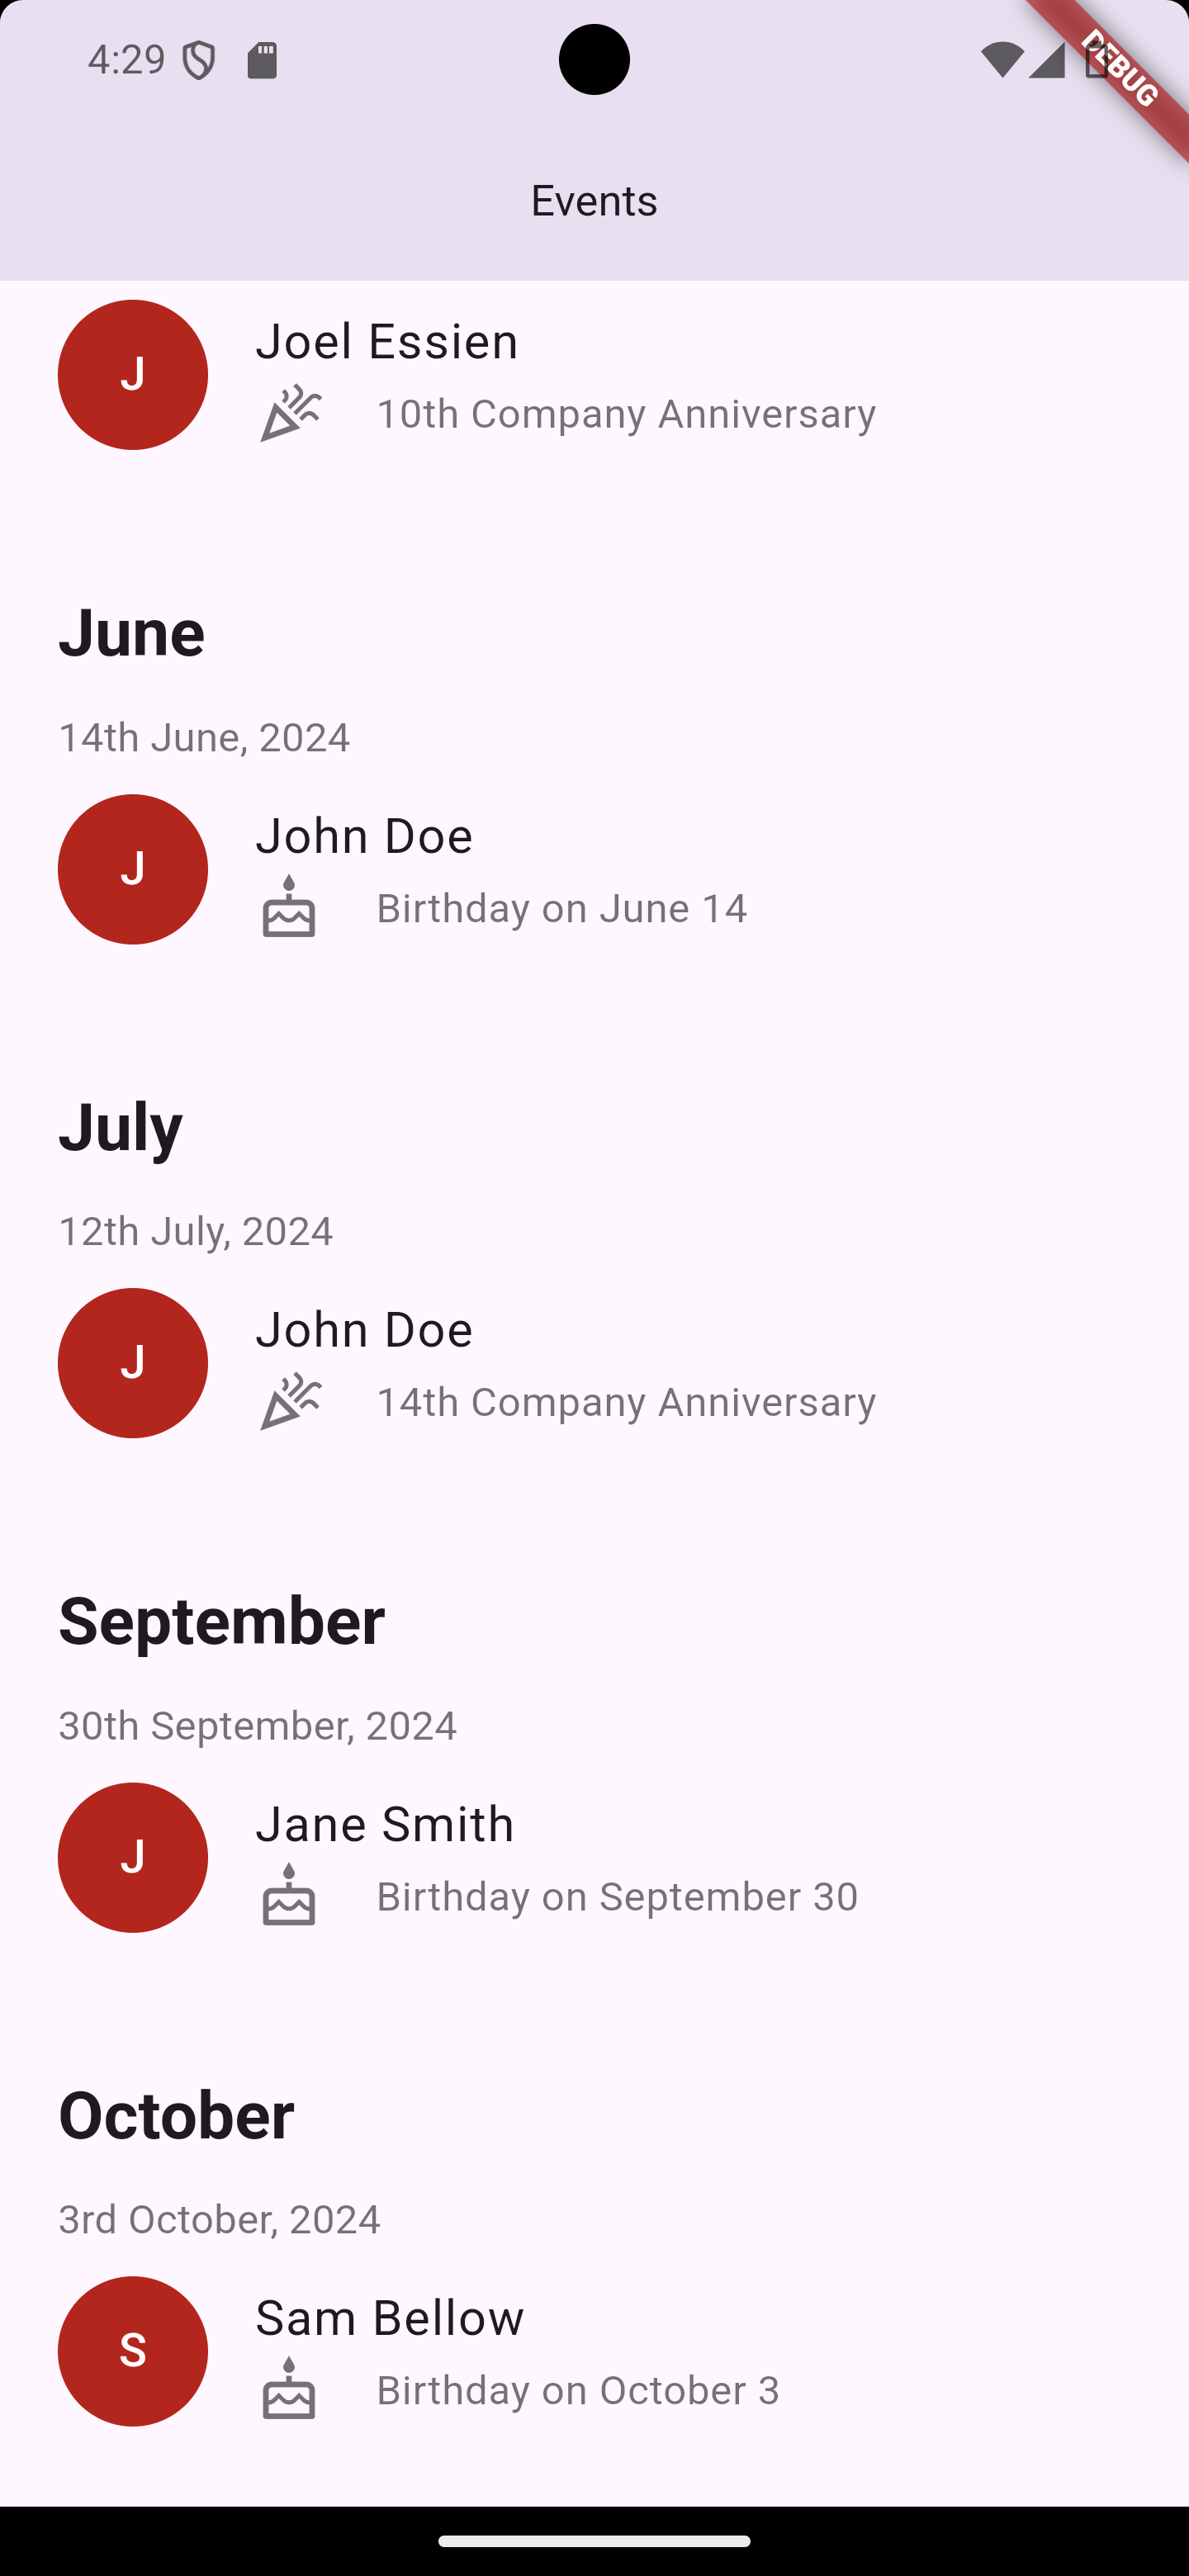 4:29
DEBUG
Events
J
Joel Essien
10th Company Anniversary
June
14th June, 2024
J
John Doe
Birthday on June 14
July
12th July, 2024
J
John Doe
14th Company Anniversary
September
30th September, 2024
J
Jane Smith
Birthday on September 30
October
3rd October, 2024
S
Sam Bellow
Birthday on October 3